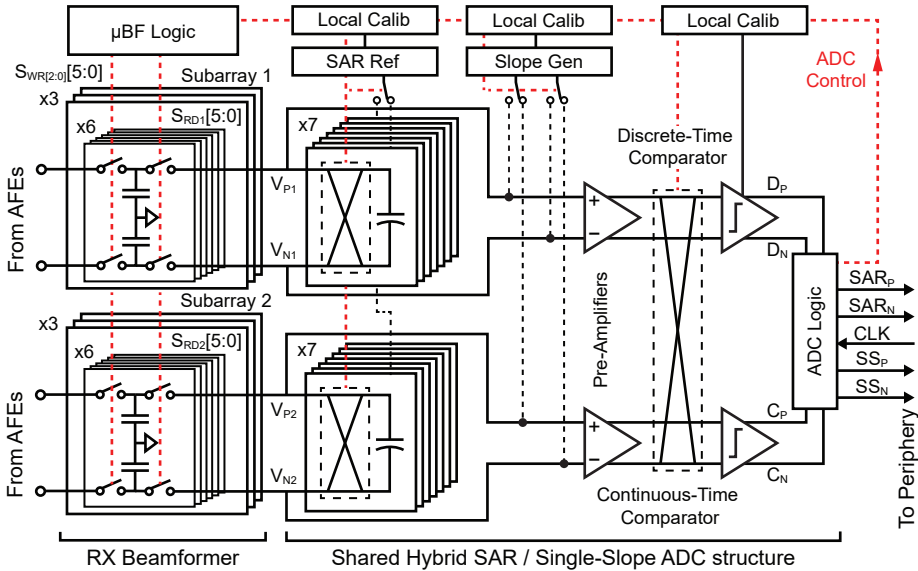 µBF Logic
Local Calib
Local Calib
Local Calib
SAR Ref
Slope Gen
ADC
Control
SWR[2:0][5:0]
Subarray 1
x3
x6
SRD1[5:0]
x7
Discrete-Time
Comparator
From AFEs
VP1
VN1
+
−
DP
DN
Subarray 2
x3
x6
SRD2[5:0]
x7
Pre-Amplifiers
ADC Logic
SARP
SARN
CLK
SSP
SSN
From AFEs
VP2
VN2
+
−
CP
CN
Continuous-Time
Comparator
To Periphery
RX Beamformer
Shared Hybrid SAR / Single-Slope ADC structure